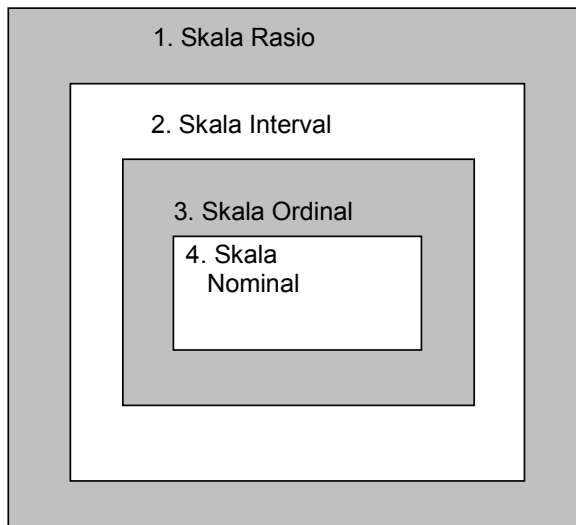 1. Skala Rasio
2. Skala Interval
3. Skala Ordinal
4. Skala
Nominal